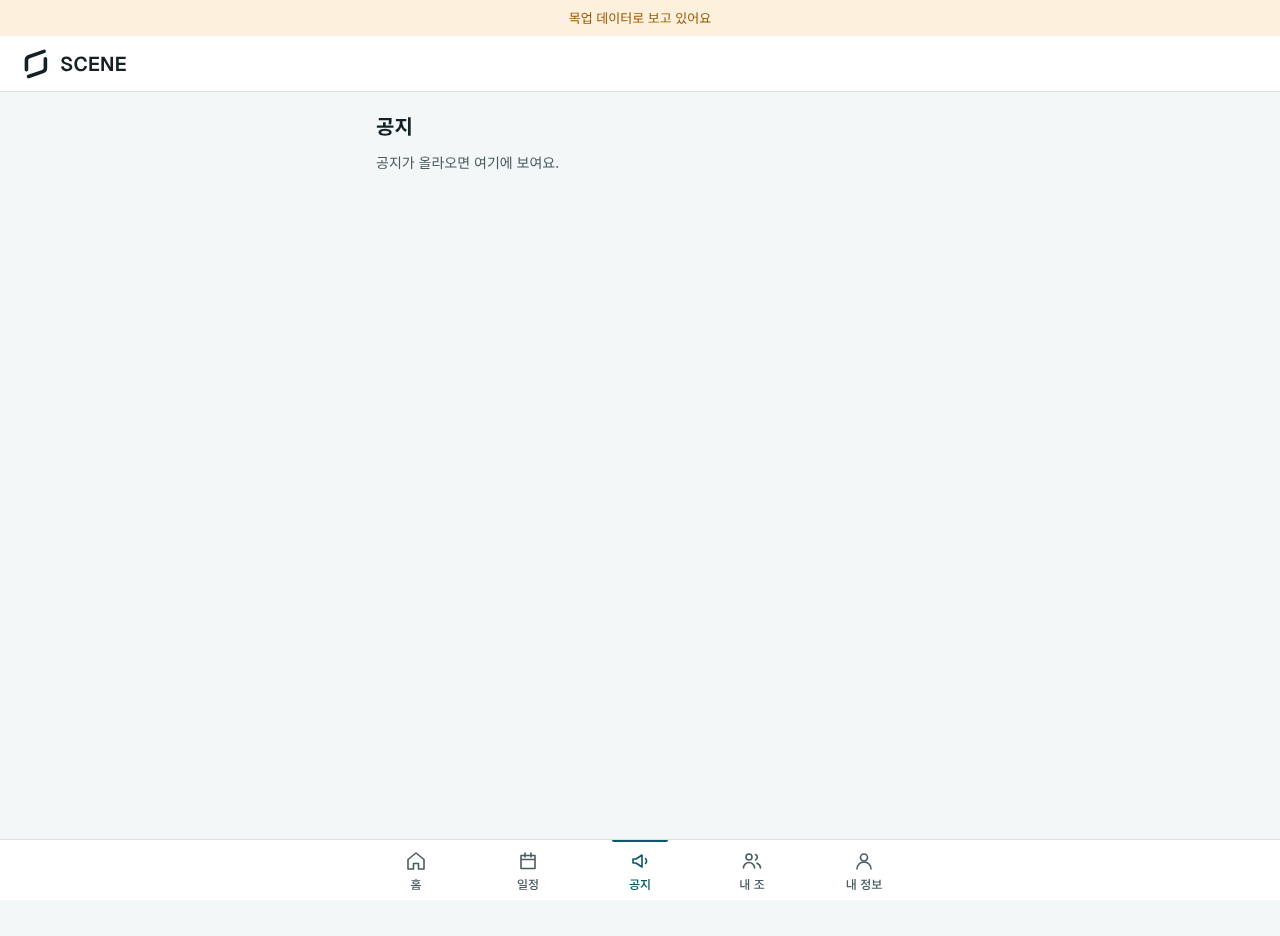 목업 데이터로 보고 있어요
SCENE
공지
공지가 올라오면 여기에 보여요.
홈
일정
공지
내 조
내 정보